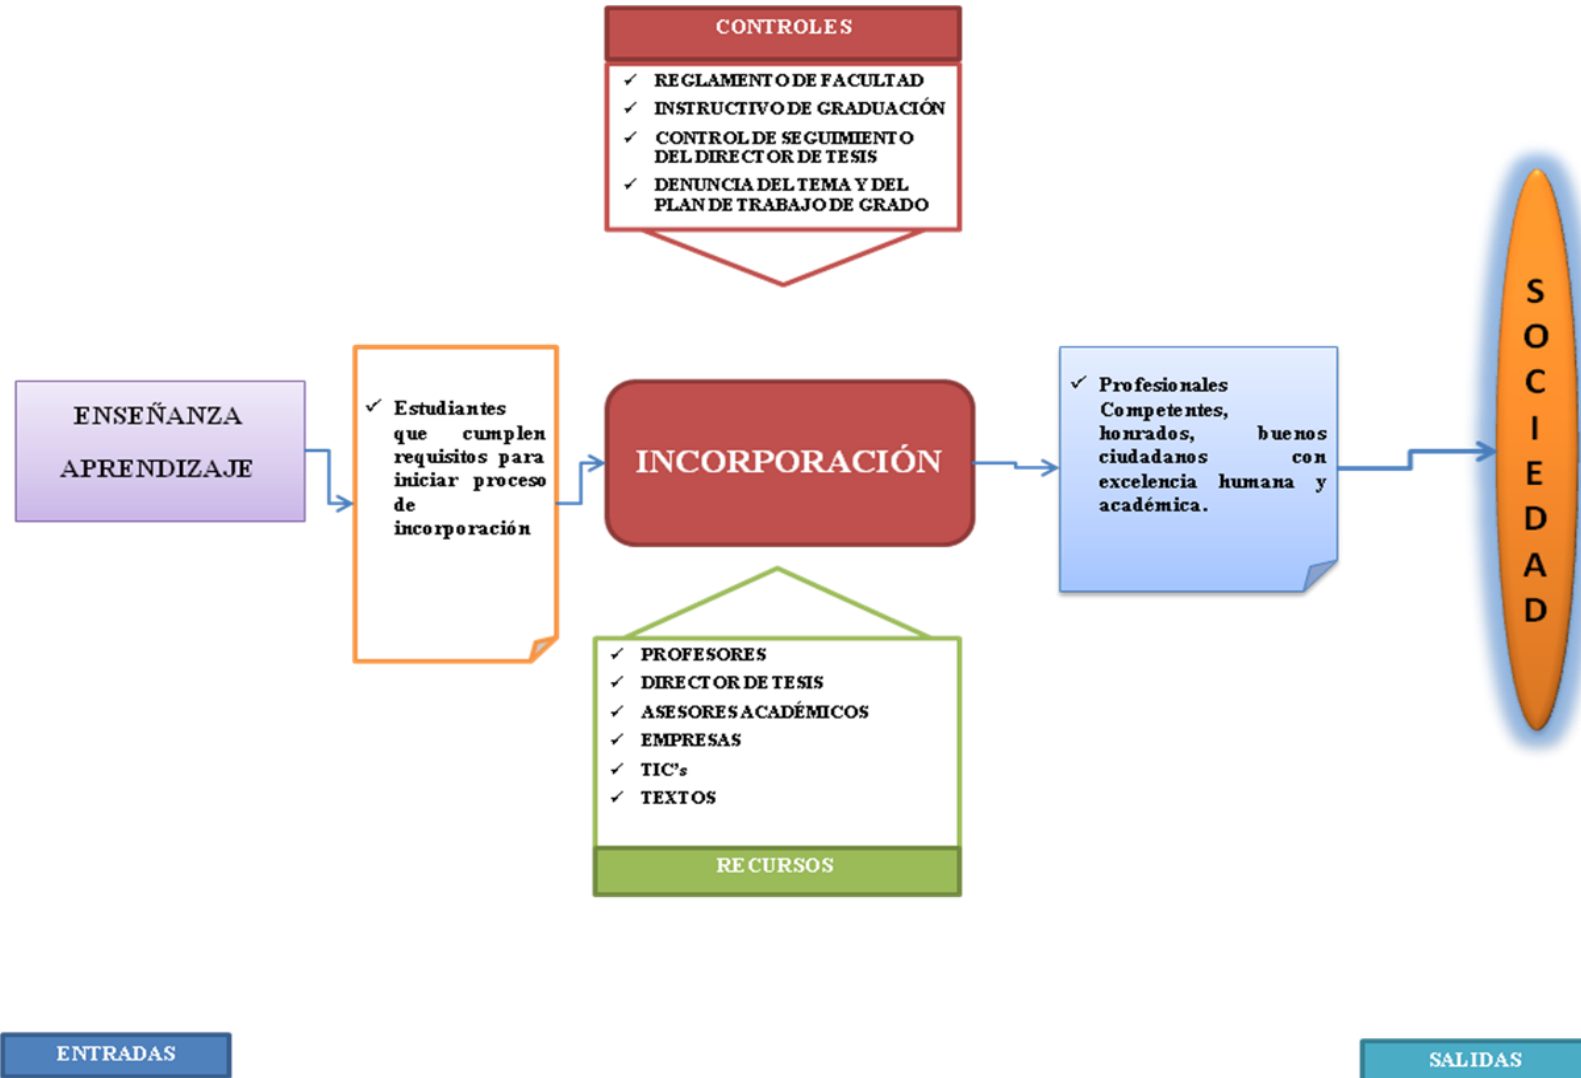 CONTROLES
✓ REGLAMENTO DE FACULTAD
✓ INSTRUCTIVO DE GRADUACIÓN
✓ CONTROL DE SEGUIMIENTO
DEL DIRECTOR DE TESIS
✓ DENUNCIA DEL TEMA Y DEL
PLAN DE TRABAJO DE GRADO
ENSEÑANZA
APRENDIZAJE
✓ Estudiantes
que cumplen
requisitos para
iniciar proceso
de
incorporación
INCORPORACIÓN
✓ Profesionales
Competentes,
honrados, buenos
ciudadanos con
excelencia humana y
académica.
S
O
C
I
E
D
A
D
✓ PROFESORES
✓ DIRECTOR DE TESIS
✓ ASESORES ACADÉMICOS
✓ EMPRESAS
✓ TIC's
✓ TEXTOS
RECURSOS
ENTRADAS
SALIDAS